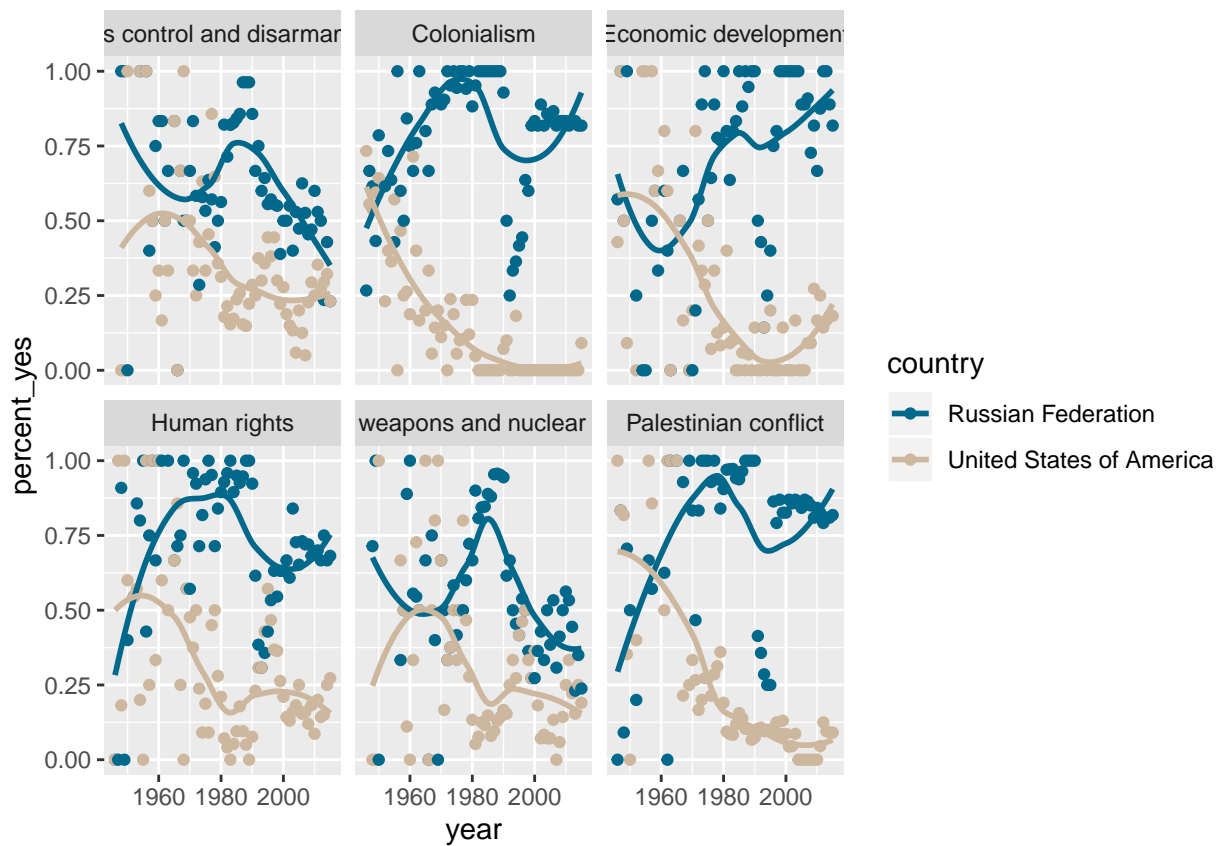 s control and disarmar
Colonialism
Economic development
1.00
0.75
0.50
0.25
0.00
percent_yes
Human rights
weapons and nuclear
Palestinian conflict
1.00
0.75
0.50
0.25
0.00
1960 1980 2000
1960 1980 2000
1960 1980 2000
year
country
Russian Federation
United States of America